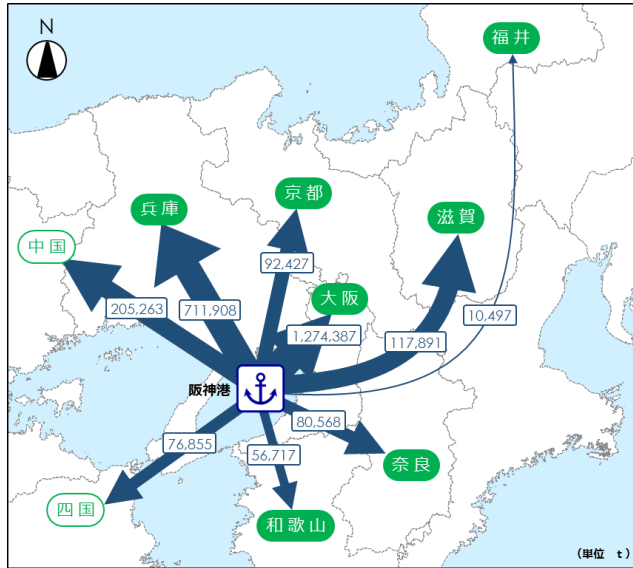 N
福井
兵庫
京都
滋賀
中国
92,427
大阪
205,263
711,908
10,497
1,274,387
117,891
阪神港
80,568
76,855
56,717
奈良
四国
和歌山
(単位 t)